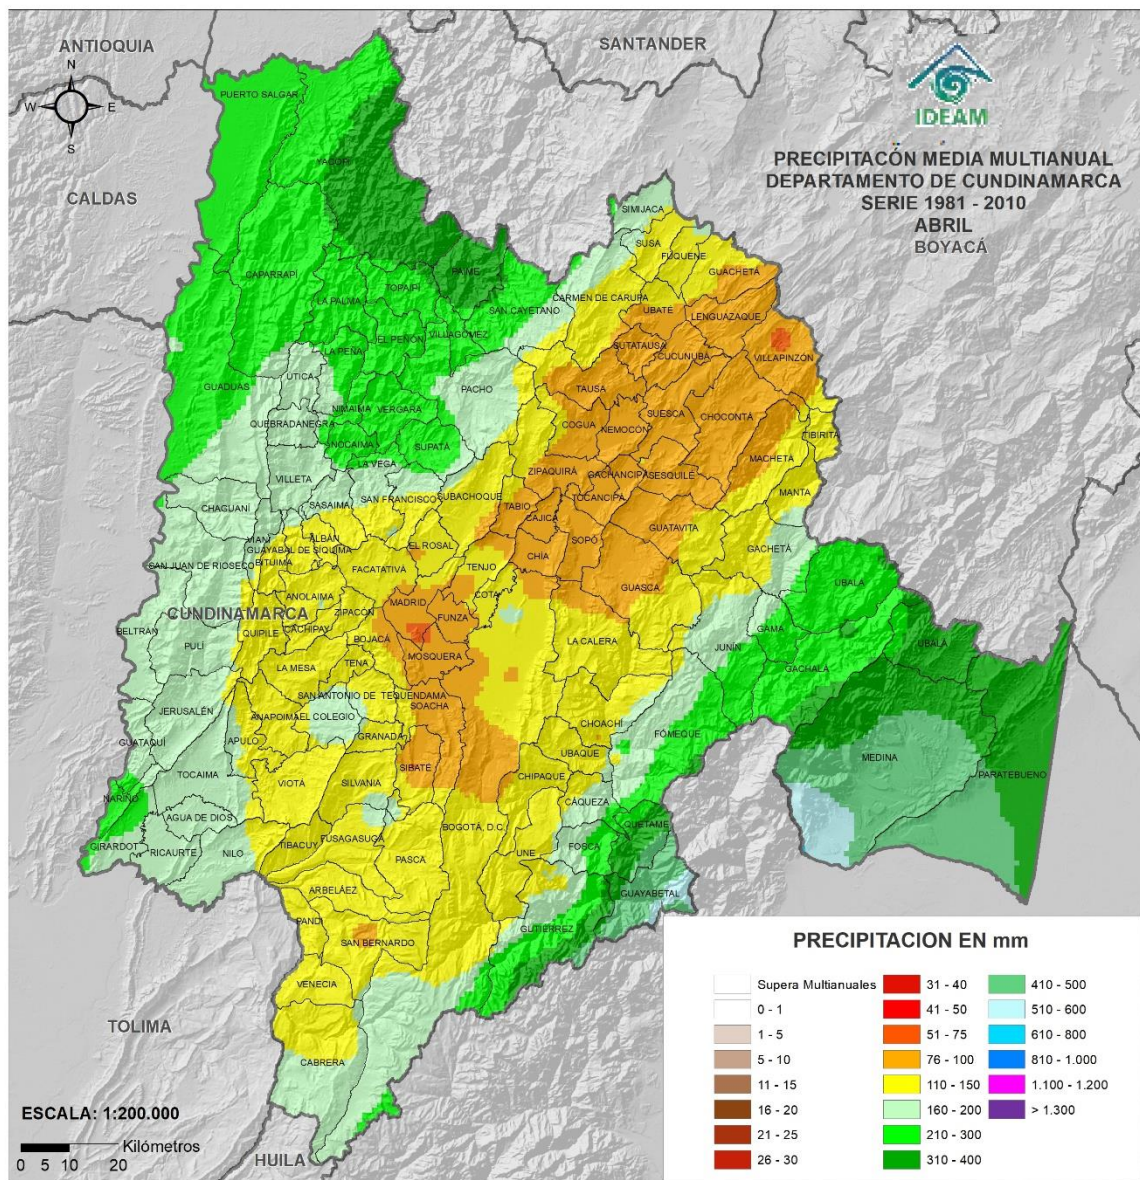 ANTIOQUIA
SANTANDER
N
W
E
S
IDEAM
PRECIPITACÓN MEDIA MULTIANUAL
DEPARTAMENTO DE CUNDINAMARCA
SERIE 1981 - 2010
ABRIL
BOYACÁ
CALDAS
PUERTO SALGAR
YACOPÍ
SIMIJACA
SUSA
FÚQUENE
GUACHETÁ
CAPARRAPÍ
PAIME
TOPAIPÍ
LA PALMA
SAN CAYETANO
CARMEN DE CARUPA
UBATÉ
LENGUAZAQUE
VILLAGÓMEZ
EL PEÑÓN
LA PEÑA
SUTATAUSA
CUCUNUBÁ
VILLAPINZÓN
GUADUAS
ÚTICA
PACHO
TAUSA
NIMAIMA
VERGARA
SUESCA
CHOCONTÁ
QUEBRADANEGRA
COGUA
NEMOCÓN
TIBIRITA
NOCAIMA
SUPATÁ
LA VEGA
MACHETÁ
ZIPAQUIRÁ
GACHANCIPÁ
SESQUILÉ
VILLETA
MANTA
SAN FRANCISCO
SUBACHOQUE
TOCANCIPÁ
CHAGUANÍ
SASAIMA
TABIO
CAJICÁ
GUATAVITA
VIANÍ
ALBÁN
EL ROSAL
SOPÓ
GUAYABAL DE SÍQUIMA
GACHETÁ
BITUIMA
SAN JUAN DE RIOSECO
FACATATIVÁ
TENJO
CHÍA
UBALÁ
GUASCA
COTA
ANOLAIMA
MADRID
CUNDINAMARCA
ZIPACÓN
FUNZA
BELTRÁN
QUIPILE
CACHIPAY
BOJACÁ
GAMA
PULÍ
MOSQUERA
LA CALERA
JUNÍN
UBALÁ
LA MESA
TENA
GACHALÁ
SAN ANTONIO DE TEQUENDAMA
SOACHA
JERUSALÉN
ANAPOIMA
EL COLEGIO
CHOACHÍ
FÓMEQUE
GUATAQUÍ
APULO
GRANADA
UBAQUE
MEDINA
SIBATÉ
TOCAIMA
VIOTÁ
SILVANIA
CHIPAQUE
PARATEBUENO
NARIÑO
CÁQUEZA
AGUA DE DIOS
BOGOTÁ, D.C.
QUETAME
GIRARDOT
RICAURTE
NILO
TIBACUY
FUSAGASUGÁ
PASCA
UNE
FOSCA
ARBELÁEZ
GUAYABETAL
PANDI
GUTIÉRREZ
SAN BERNARDO
VENECIA
TOLIMA
CABRERA
HUILA
ESCALA: 1:200.000
Kilómetros
0 5 10 20
PRECIPITACION EN mm
Supera Multianuales
0 - 1
1 - 5
5 - 10
11 - 15
16 - 20
21 - 25
26 - 30
31 - 40
41 - 50
51 - 75
76 - 100
110 - 150
160 - 200
210 - 300
310 - 400
410 - 500
510 - 600
610 - 800
810 - 1.000
1.100 - 1.200
> 1.300